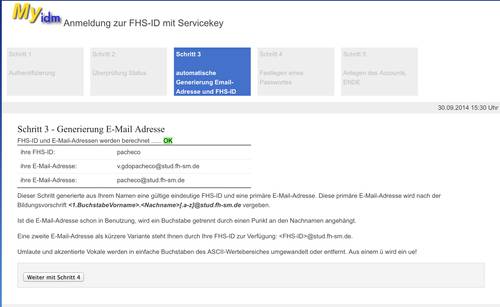 Myidm
Anmeldung zur FHS-ID mit Servicekey
Schritt 1
Authentifizierung
Schritt 2
Überprüfung Status
Schritt 3
automatische
Generierung Email-
Adresse und FHS-iD
Schritt 4
Festlegen eines
Passwortes
Schritt 5
Anlegen des Accounts,
ENDE
30.09.2014 15:30 Uhr
Schritt 3 - Generierung E-Mail Adresse
FHS-ID und E-Mail-Adressen werden berechnet ...... OK
ihre FHS-ID: pacheco
ihre E-Mail-Adresse: v.gdopacheco@stud.fh-sm.de
ihre E-Mail-Adresse: pacheco@stud.fh-sm.de
Dieser Schritt generierte aus Ihrem Namen eine gültige eindeutige FHS-ID und eine primäre E-Mail-Adresse. Diese primäre E-Mail-Adresse wird nach der
Bildungsvorschrift <1.BuchstabeVorname>.<Nachname>[.a-z]@stud.fh-sm.de vergeben.
Ist die E-Mail-Adresse schon in Benutzung, wird ein Buchstabe getrennt durch einen Punkt an den Nachnamen angehängt.
Eine zweite E-Mail-Adresse als kürzere Variante steht Ihnen durch Ihre FHS-ID zur Verfügung: <FHS-ID>@stud.fh-sm.de.
Umlaute und akzentierte Vokale werden in einfache Buchstaben des ASCII-Wertebereiches umgewandelt oder entfernt. Aus einem ü wird ein ue!
Weiter mit Schritt 4